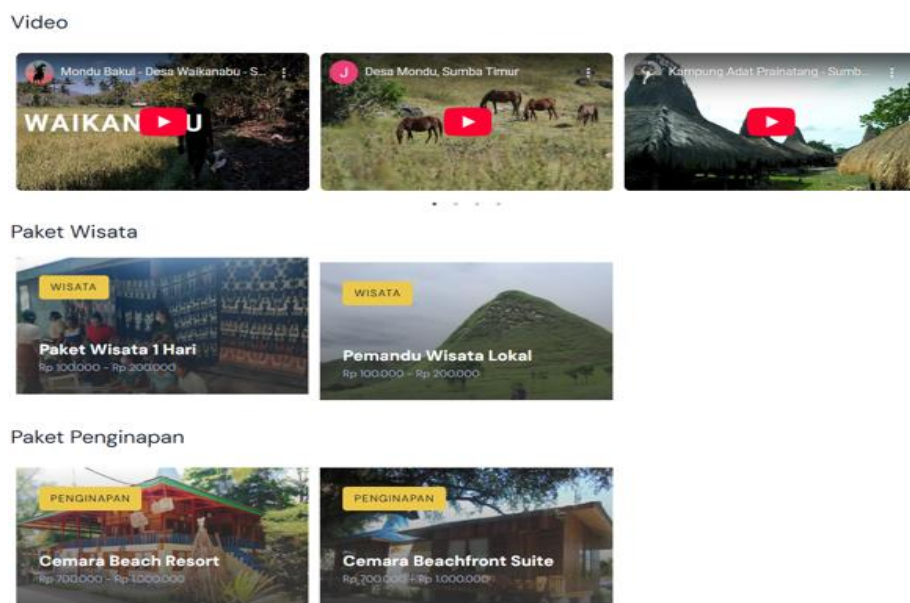 Video
Mondu Bakul - Desa Waikanabu - S...
Desa Mondu, Sumba Timur
Kampung Adat Prainatang - Sumb...
J
Paket Wisata
WISATA
Paket Wisata 1 Hari
Rp 100.000 - Rp 200.000
WISATA
Pemandu Wisata Lokal
Rp 100.000 - Rp 200.000
Paket Penginapan
PENGINAPAN
Cemara Beach Resort
Rp 700.000 - Rp 1.000.000
PENGINAPAN
Cemara Beachfront Suite
Rp 700.000 - Rp 1.000.000